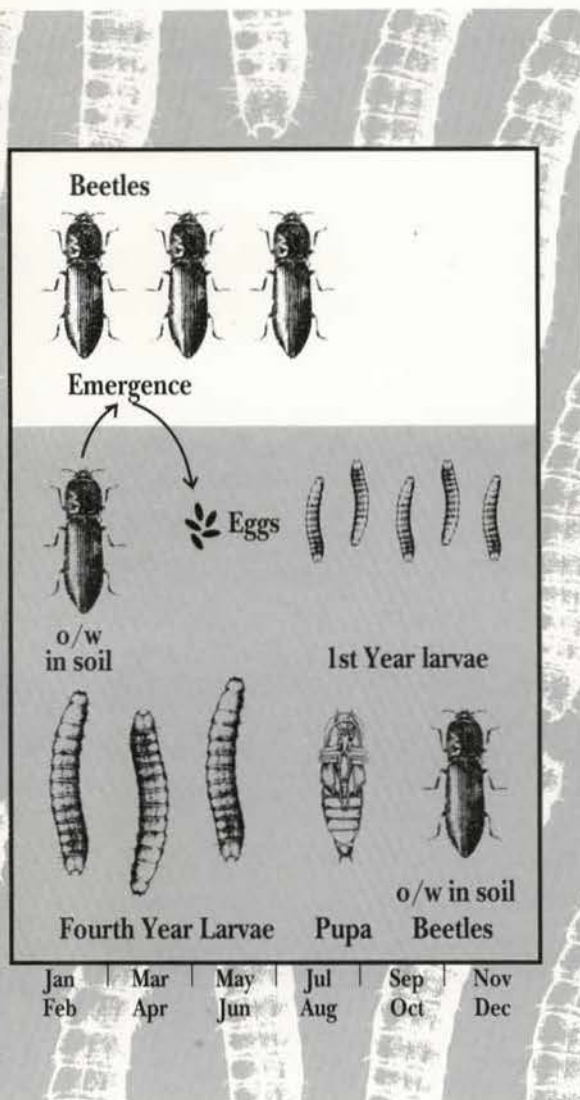 Beetles
Emergence
Eggs
o/w
in soil
1st Year larvae
o/w in soil
Fourth Year Larvae Pupa Beetles
Jan Mar May Jul Sep Nov
Feb Apr Jun Aug Oct Dec